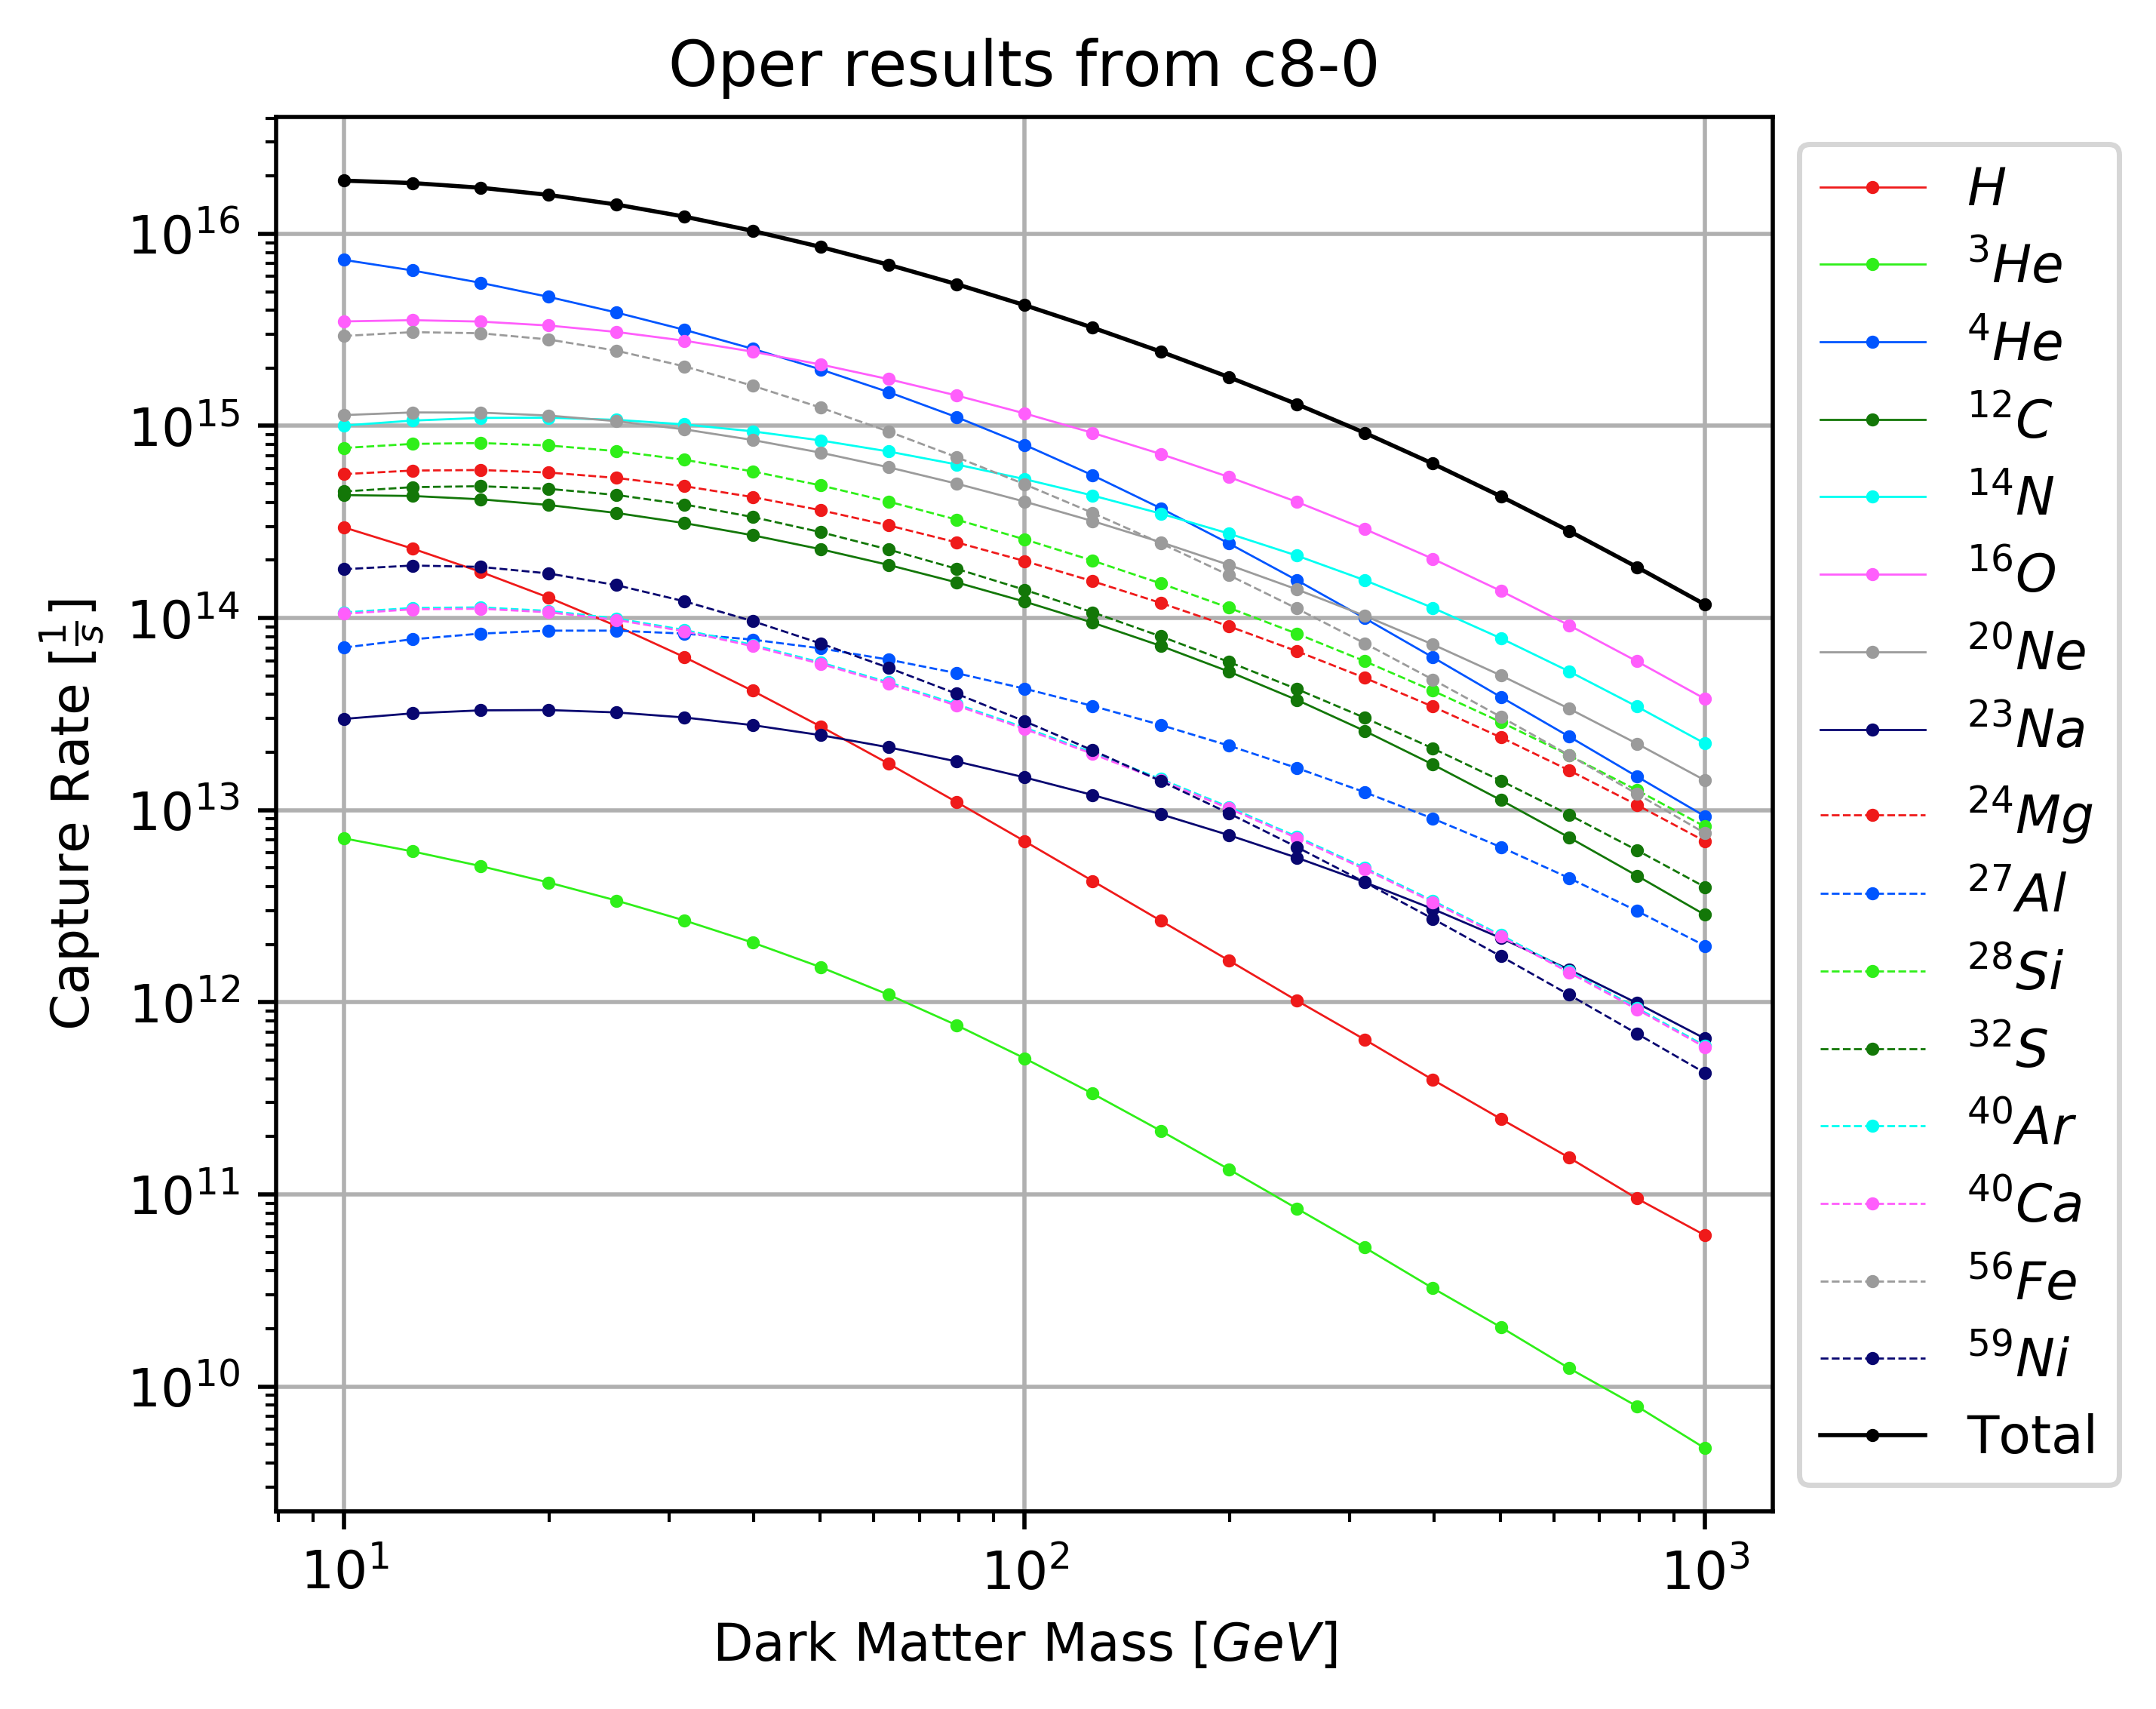 Oper results from c8-0
10^16
10^15
10^14
10^13
10^12
10^11
10^10
Capture Rate [1/s]
10^1 10^2 10^3
Dark Matter Mass [GeV]
H
³He
⁴He
¹²C
¹⁴N
¹⁶O
²⁰Ne
²³Na
²⁴Mg
²⁷Al
²⁸Si
³²S
⁴⁰Ar
⁴⁰Ca
⁵⁶Fe
⁵⁹Ni
Total